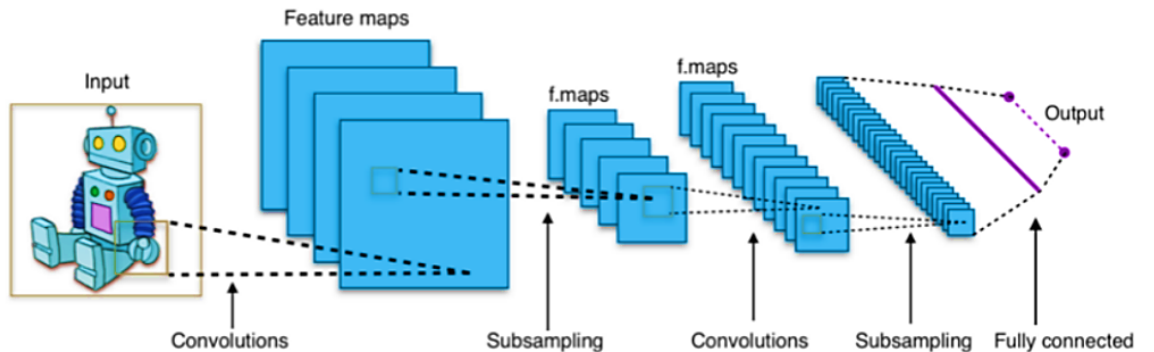 Feature maps
Input
f.maps
f.maps
Output
Convolutions
Subsampling
Convolutions
Subsampling
Fully connected